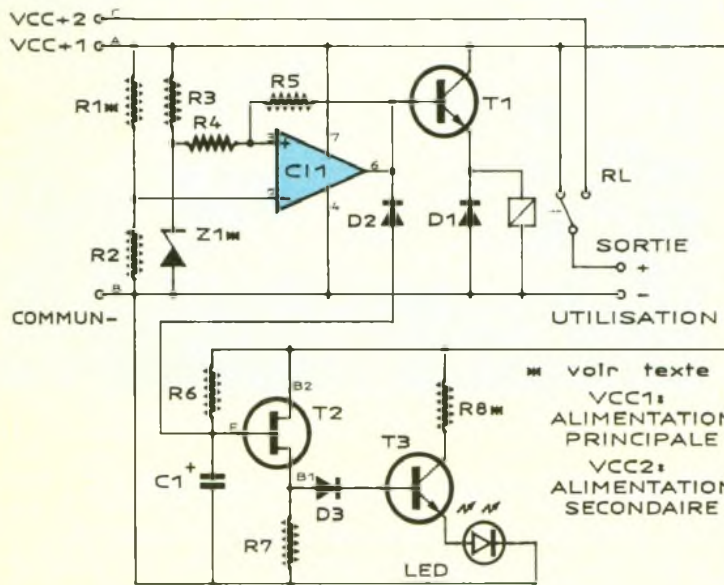 VCC+2
C
VCC+1
A
R1*
R3
R5
R4
T1
3
+
7
CI1
6
2
-
4
RL
D2
D1
Z1*
R2
SORTIE
+
B
-
COMMUN-
UTILISATION
R6
B2
T2
E
* voir texte
R8*
VCC1:
ALIMENTATION
PRINCIPALE
T3
VCC2:
ALIMENTATION
SECONDAIRE
C1
+
B1
D3
R7
LED